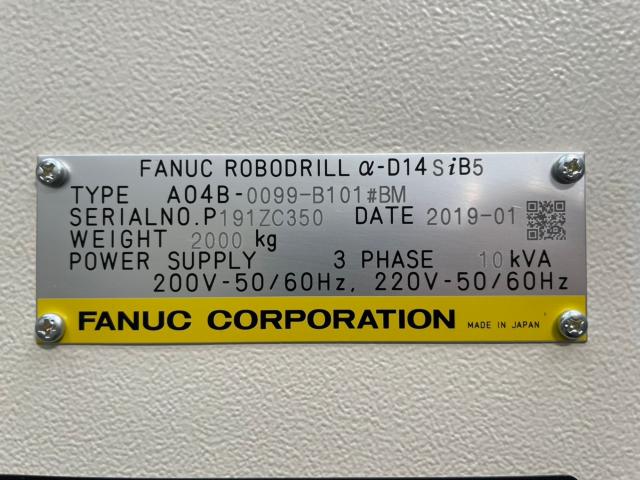 FANUC ROBODRILL α-D14SiB5
TYPE A04B-0099-B101#BM
SERIALNO.P191ZC350 DATE 2019-01
WEIGHT 2000 kg
POWER SUPPLY 3 PHASE 10kVA
200V-50/60Hz, 220V-50/60Hz
FANUC CORPORATION MADE IN JAPAN